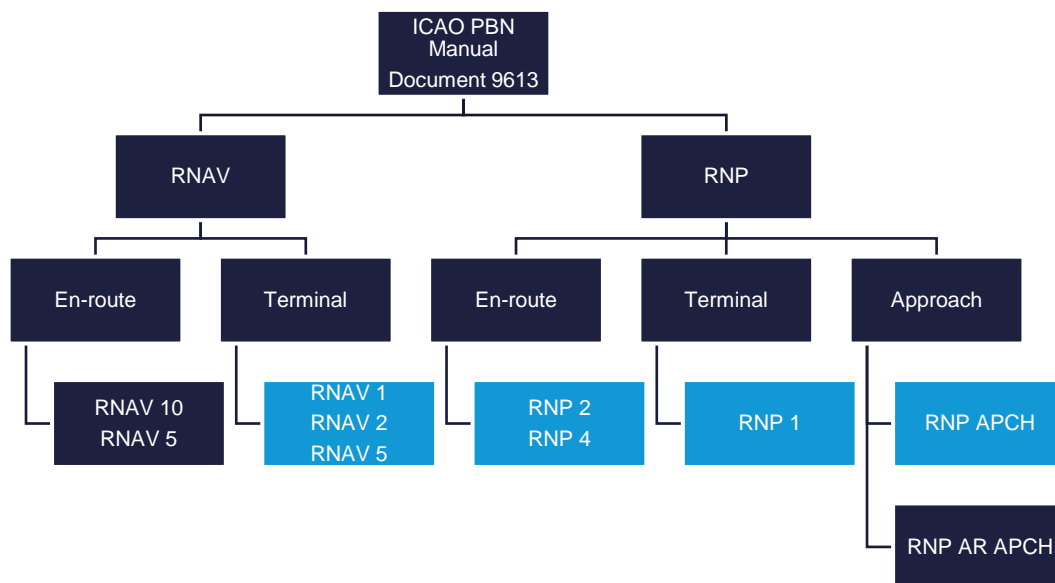 ICAO PBN
Manual
Document 9613
RNAV
RNP
En-route
Terminal
En-route
Terminal
Approach
RNAV 10
RNAV 5
RNAV 1
RNAV 2
RNAV 5
RNP 2
RNP 4
RNP 1
RNP APCH
RNP AR APCH